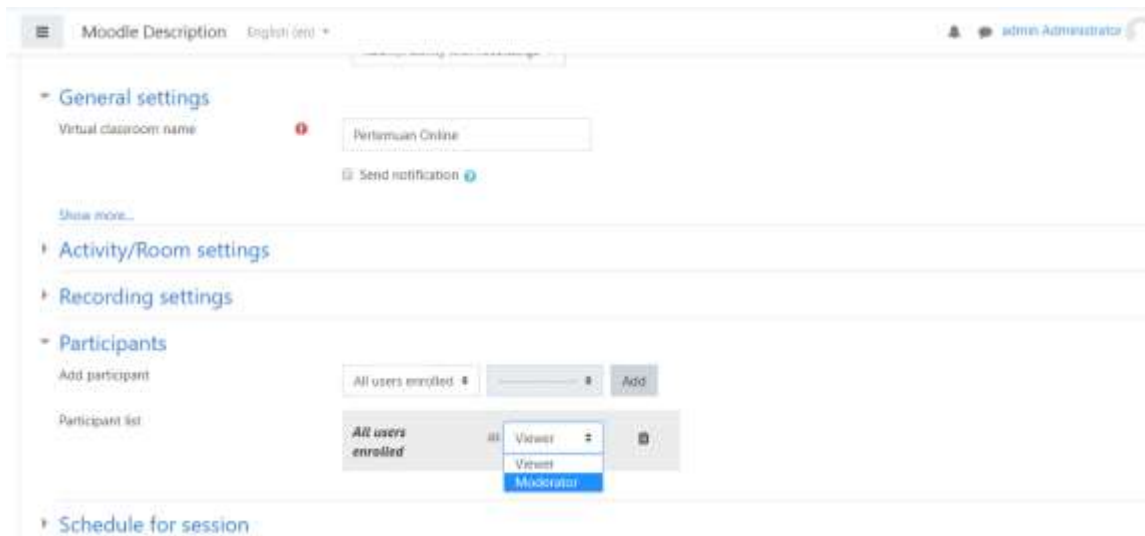 Moodle Description English (en)
admin Administrator
General settings
Virtual classroom name
Pertemuan Online
Send notification
Show more...
Activity/Room settings
Recording settings
Participants
Add participant
All users enrolled
Add
Participant list
All users
enrolled
as Viewer
Viewer
Moderator
Schedule for session